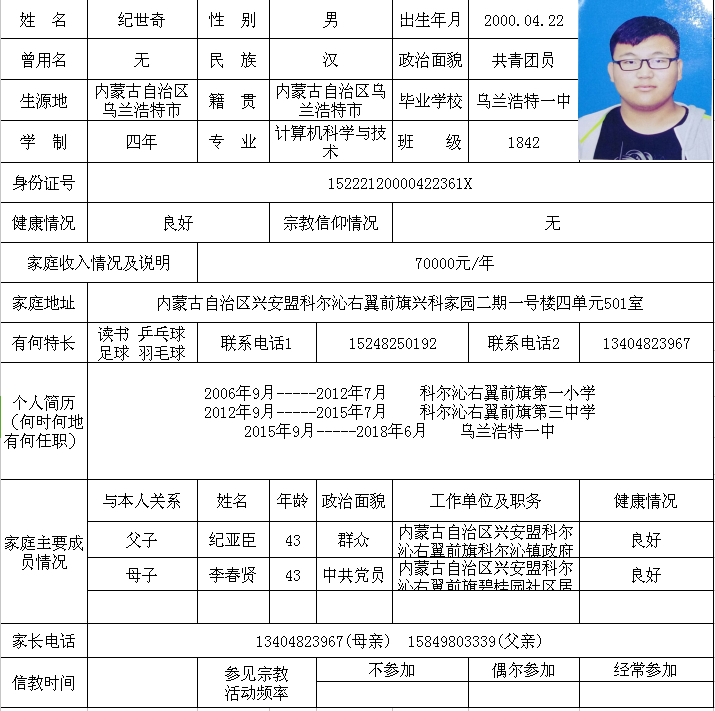 姓 名 纪世奇 性 别 男 出生年月 2000.04.22
曾用名 无 民 族 汉 政治面貌 共青团员
生源地 内蒙古自治区乌兰浩特市 籍 贯 内蒙古自治区乌兰浩特市 毕业学校 乌兰浩特一中
学 制 四年 专 业 计算机科学与技术 班 级 1842
身份证号 15222120000422361X
健康情况 良好 宗教信仰情况 无
家庭收入情况及说明 70000元/年
家庭地址 内蒙古自治区兴安盟科尔沁右翼前旗兴科家园二期一号楼四单元501室
有何特长 读书 乒乓球 足球 羽毛球 联系电话1 15248250192 联系电话2 13404823967
个人简历（何时何地有何任职）
2006年9月-----2012年7月 科尔沁右翼前旗第一小学
2012年9月-----2015年7月 科尔沁右翼前旗第三中学
2015年9月-----2018年6月 乌兰浩特一中
家庭主要成员情况
与本人关系 姓名 年龄 政治面貌 工作单位及职务 健康情况
父子 纪亚臣 43 群众 内蒙古自治区兴安盟科尔沁右翼前旗科尔沁镇政府 良好
母子 李春贤 43 中共党员 内蒙古自治区兴安盟科尔沁右翼前旗碧桂园社区居 良好
家长电话 13404823967(母亲) 15849803339(父亲)
信教时间 参见宗教活动频率 不参加 偶尔参加 经常参加